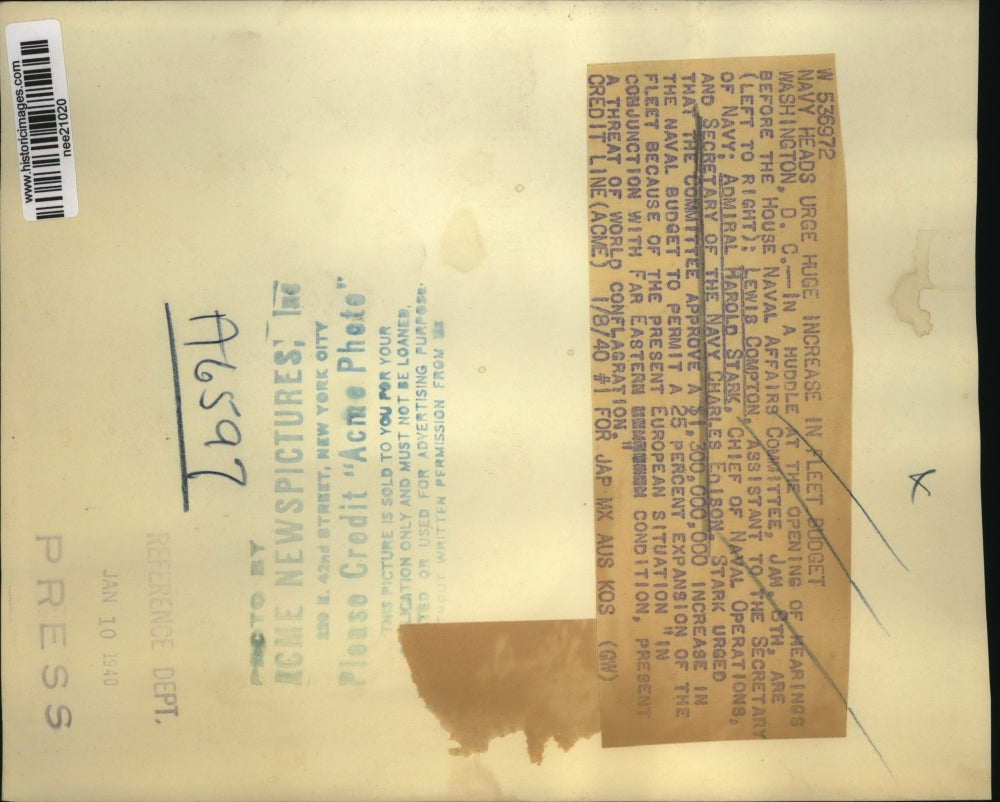 W 536972
NAVY HEADS URGE HUGE INCREASE IN FLEET BUDGET
WASHINGTON, D. C.--IN A HUDDLE AT THE OPENING OF HEARINGS
BEFORE THE HOUSE NAVAL AFFAIRS COMMITTEE, JAN. 8TH, ARE
(LEFT TO RIGHT): LEWIS COMPTON, ASSISTANT TO THE SECRETARY
OF NAVY; ADMIRAL HAROLD STARK, CHIEF OF NAVAL OPERATIONS,
AND SECRETARY OF THE NAVY CHARLES EDISON. STARK URGED
THAT THE COMMITTEE APPROVE A $1,300,000,000 INCREASE IN
THE NAVAL BUDGET TO PERMIT A 25 PERCENT EXPANSION OF THE
FLEET BECAUSE OF THE PRESENT EUROPEAN SITUATION "IN
CONJUNCTION WITH FAR EASTERN CONDITION, PRESENT
A THREAT OF WORLD CONFLAGRATION."
CREDIT LINE (ACME) 1/8/40 #1 FOR JAP MX AUS KGS (GW)
X
PHOTO BY
ACME NEWSPICTURES, Inc
220 E. 42nd STREET, NEW YORK CITY
Please Credit "Acme Photo"
THIS PICTURE IS SOLD TO YOU FOR YOUR
LICATION ONLY AND MUST NOT BE LOANED,
TED OR USED FOR ADVERTISING PURPOSE.
HOUT WRITTEN PERMISSION FROM
A6597
REFERENCE DEPT.
JAN 10 1940
PRESS
www.historicimages.com
nee21020